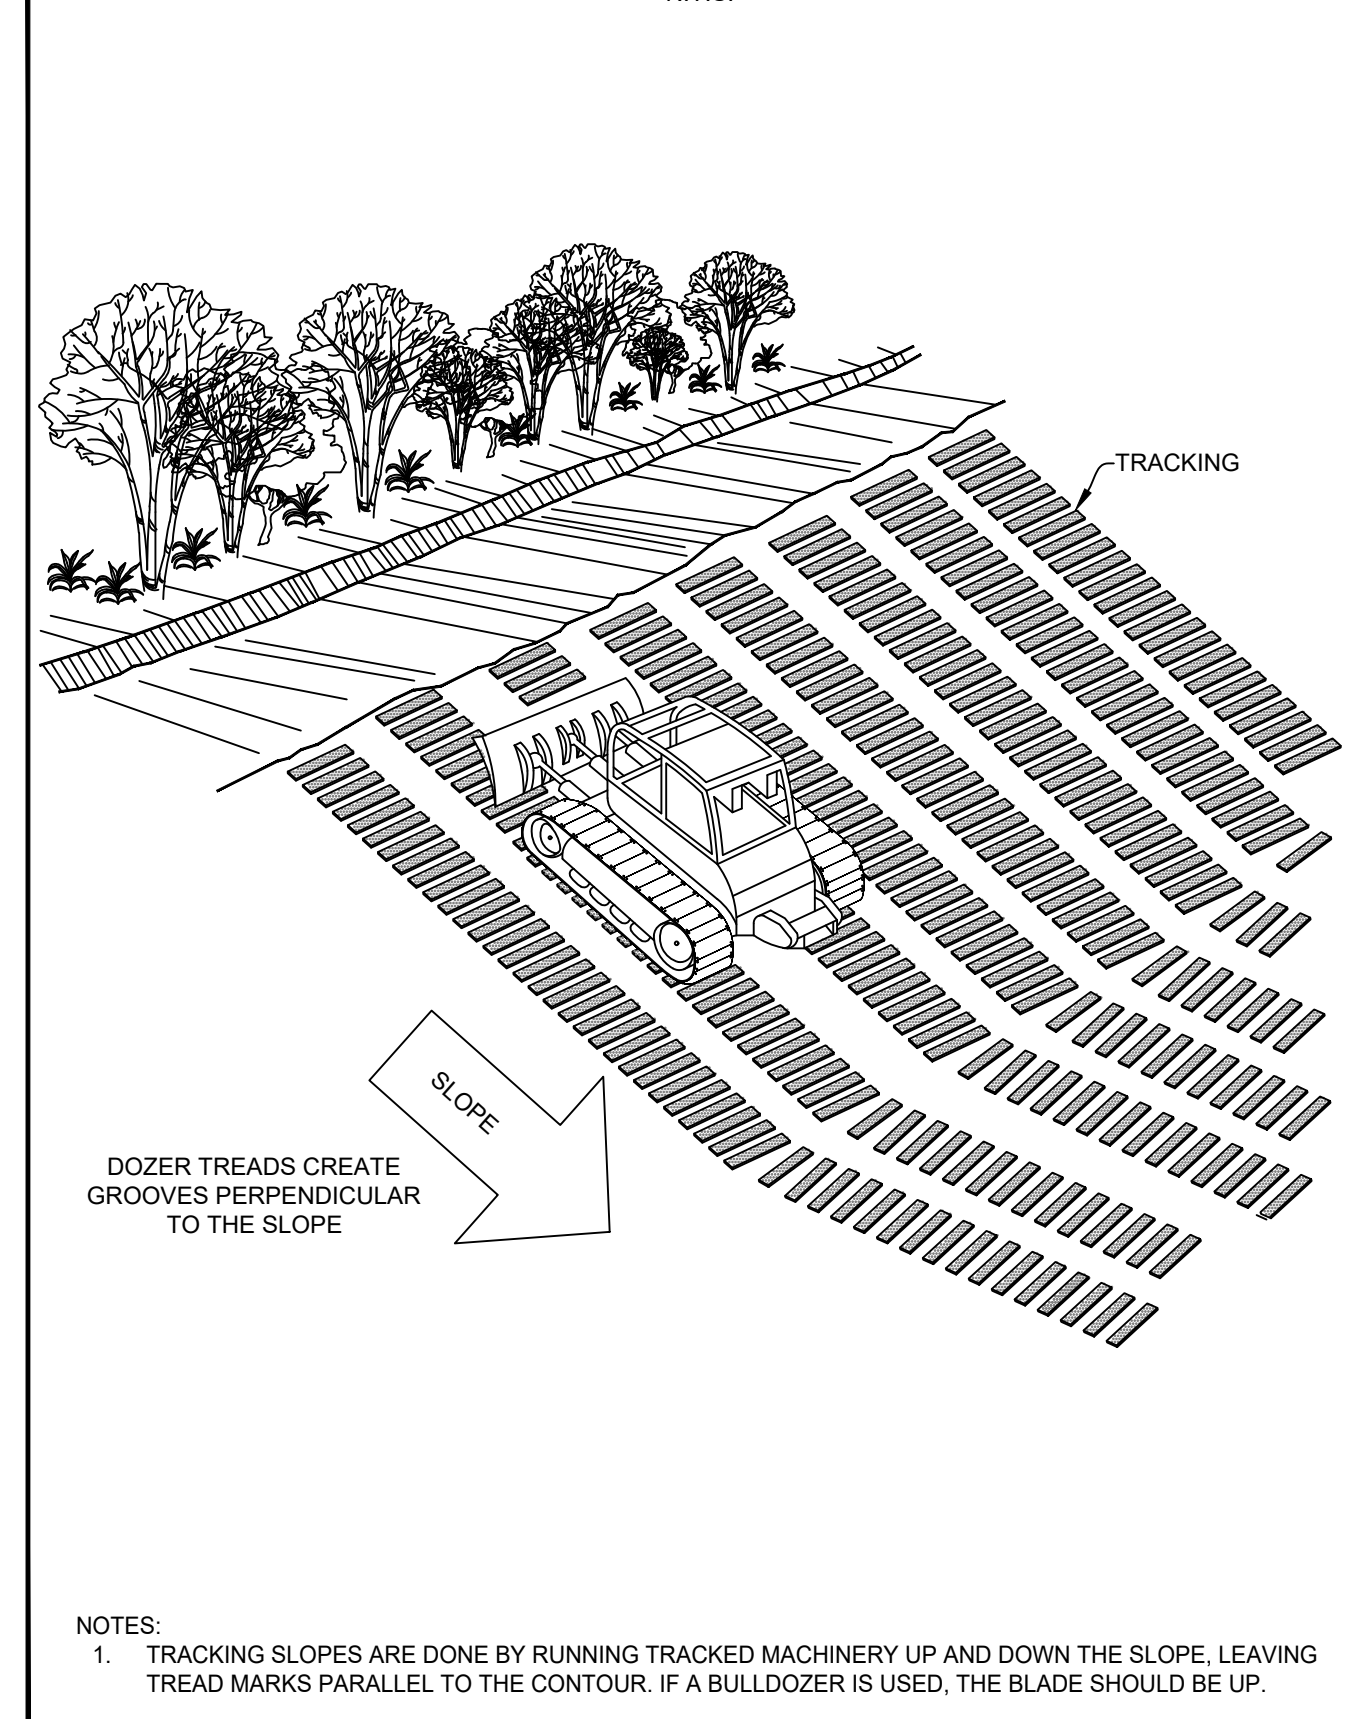 TRACKING
SLOPE
DOZER TREADS CREATE
GROOVES PERPENDICULAR
TO THE SLOPE
NOTES:
1. TRACKING SLOPES ARE DONE BY RUNNING TRACKED MACHINERY UP AND DOWN THE SLOPE, LEAVING
TREAD MARKS PARALLEL TO THE CONTOUR. IF A BULLDOZER IS USED, THE BLADE SHOULD BE UP.